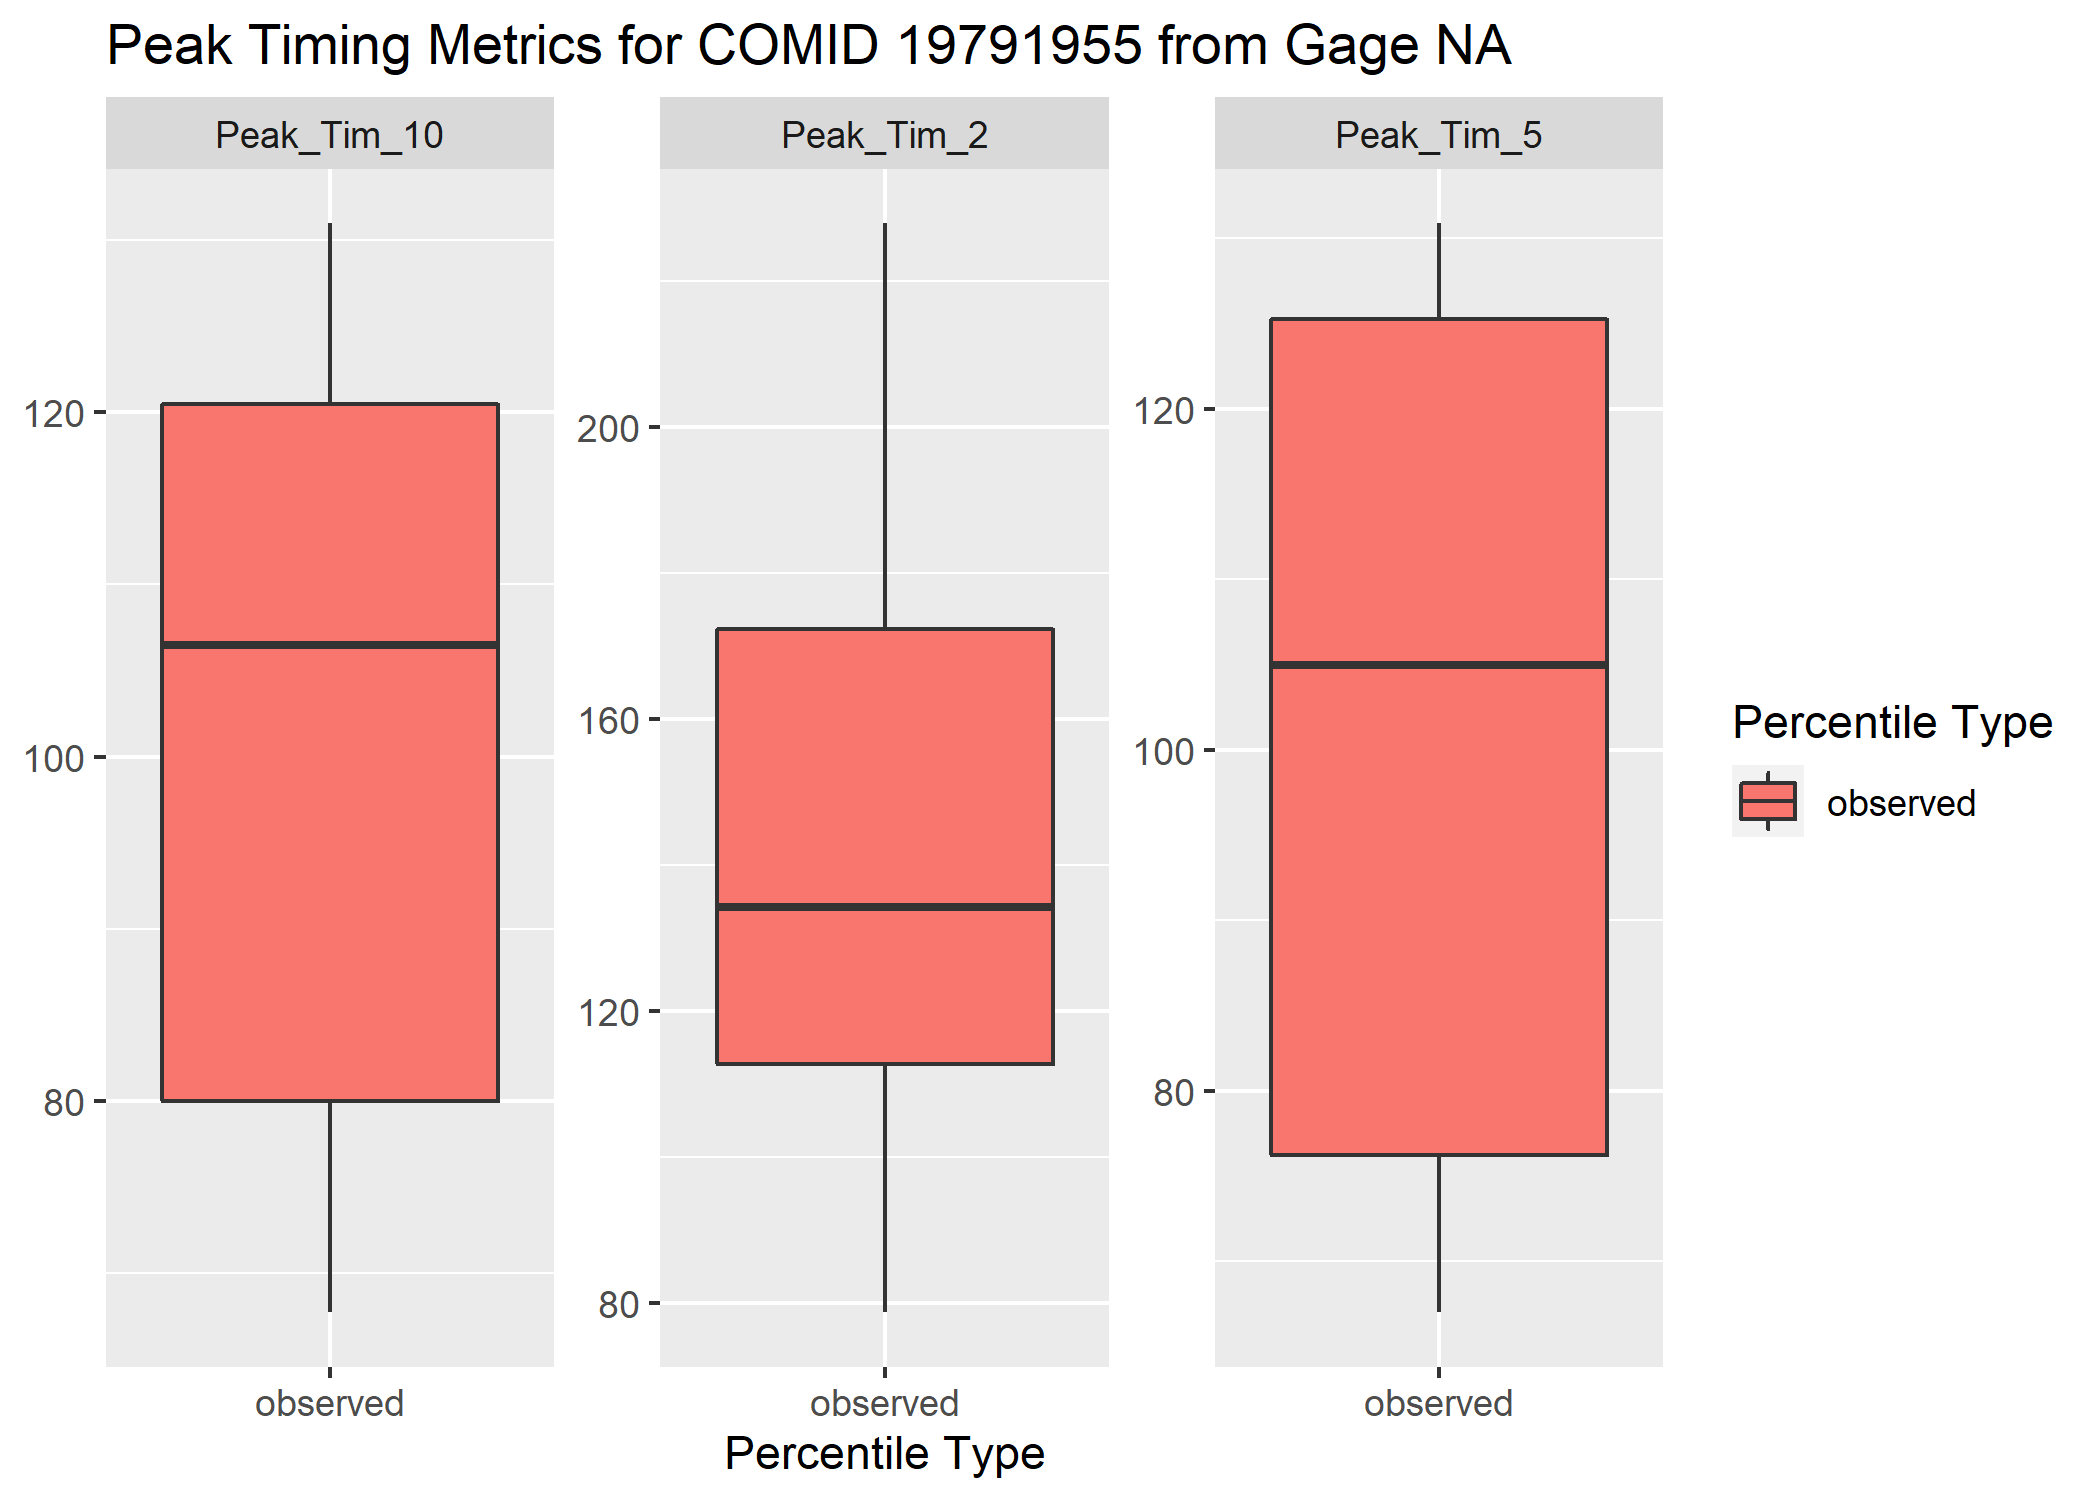 Peak Timing Metrics for COMID 19791955 from Gage NA
Peak_Tim_10
Peak_Tim_2
Peak_Tim_5
120
100
80
200
160
120
80
120
100
80
observed
observed
observed
Percentile Type
Percentile Type
observed